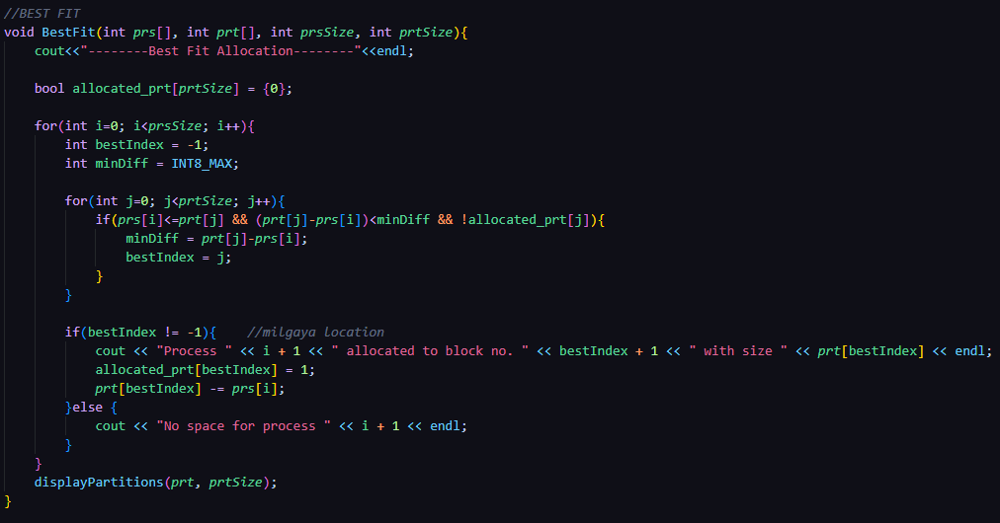 //BEST FIT
void BestFit(int prs[], int prt[], int prsSize, int prtSize){
    cout<<"--------Best Fit Allocation--------"<<endl;

    bool allocated_prt[prtSize] = {0};

    for(int i=0; i<prsSize; i++){
        int bestIndex = -1;
        int minDiff = INT8_MAX;

        for(int j=0; j<prtSize; j++){
            if(prs[i]<=prt[j] && (prt[j]-prs[i])<minDiff && !allocated_prt[j]){
                minDiff = prt[j]-prs[i];
                bestIndex = j;
            }
        }

        if(bestIndex != -1){    //milgaya location
            cout << "Process " << i + 1 << " allocated to block no. " << bestIndex + 1 << " with size " << prt[bestIndex] << endl;
            allocated_prt[bestIndex] = 1;
            prt[bestIndex] -= prs[i];
        }else {
            cout << "No space for process " << i + 1 << endl;
        }
    }
    displayPartitions(prt, prtSize);
}